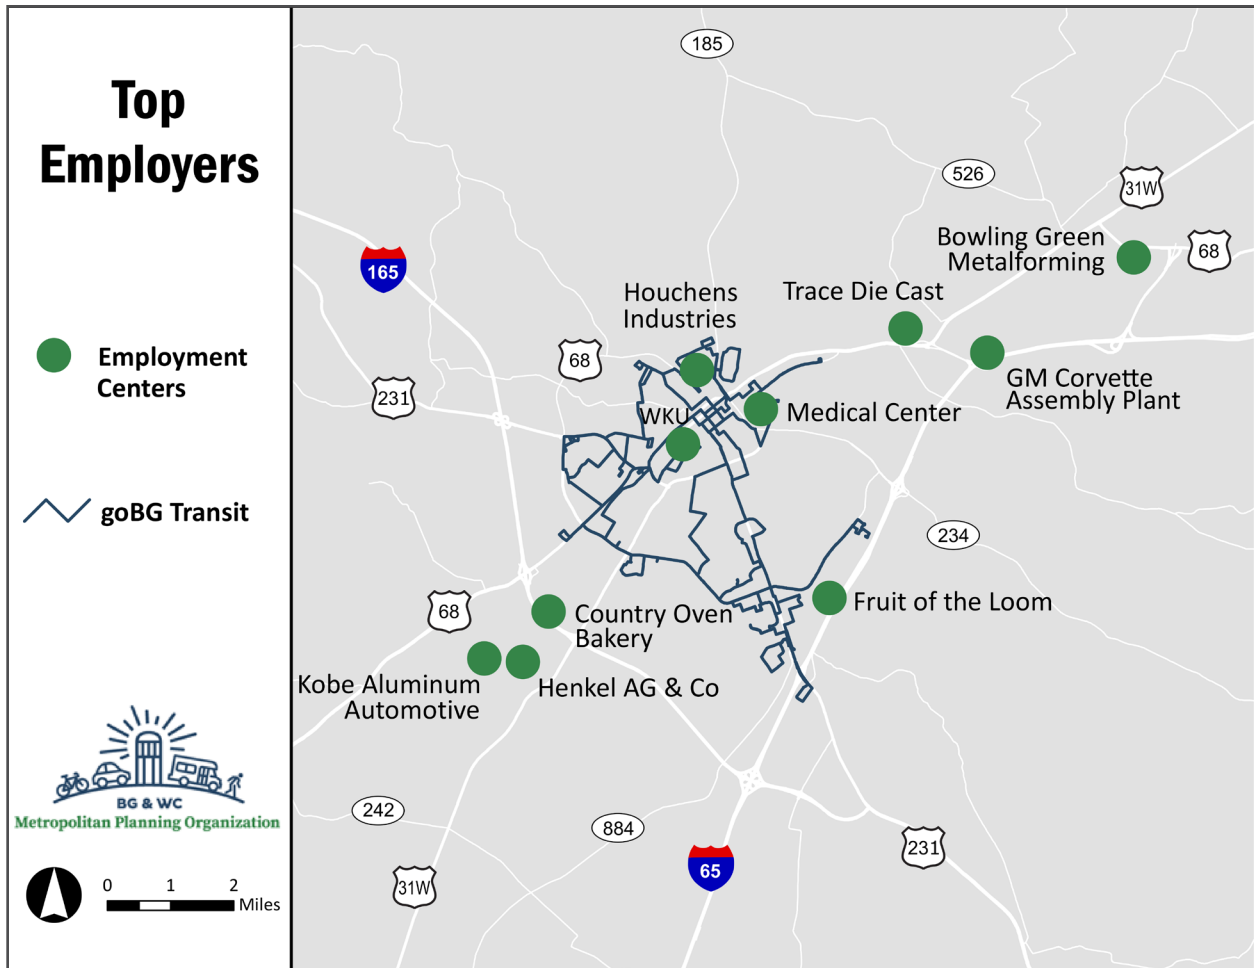 Top
Employers
Employment
Centers
goBG Transit
BG & WC
Metropolitan Planning Organization
0 1 2
Miles
185
526
31W
68
Bowling Green
Metalforming
165
Trace Die Cast
Houchens
Industries
68
GM Corvette
Assembly Plant
231
WKU
Medical Center
234
68
Country Oven
Bakery
Fruit of the Loom
Kobe Aluminum
Automotive
Henkel AG & Co
242
884
231
65
31W